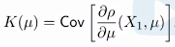 K(μ) = Cov [ ∂ρ/∂μ (X₁, μ) ]